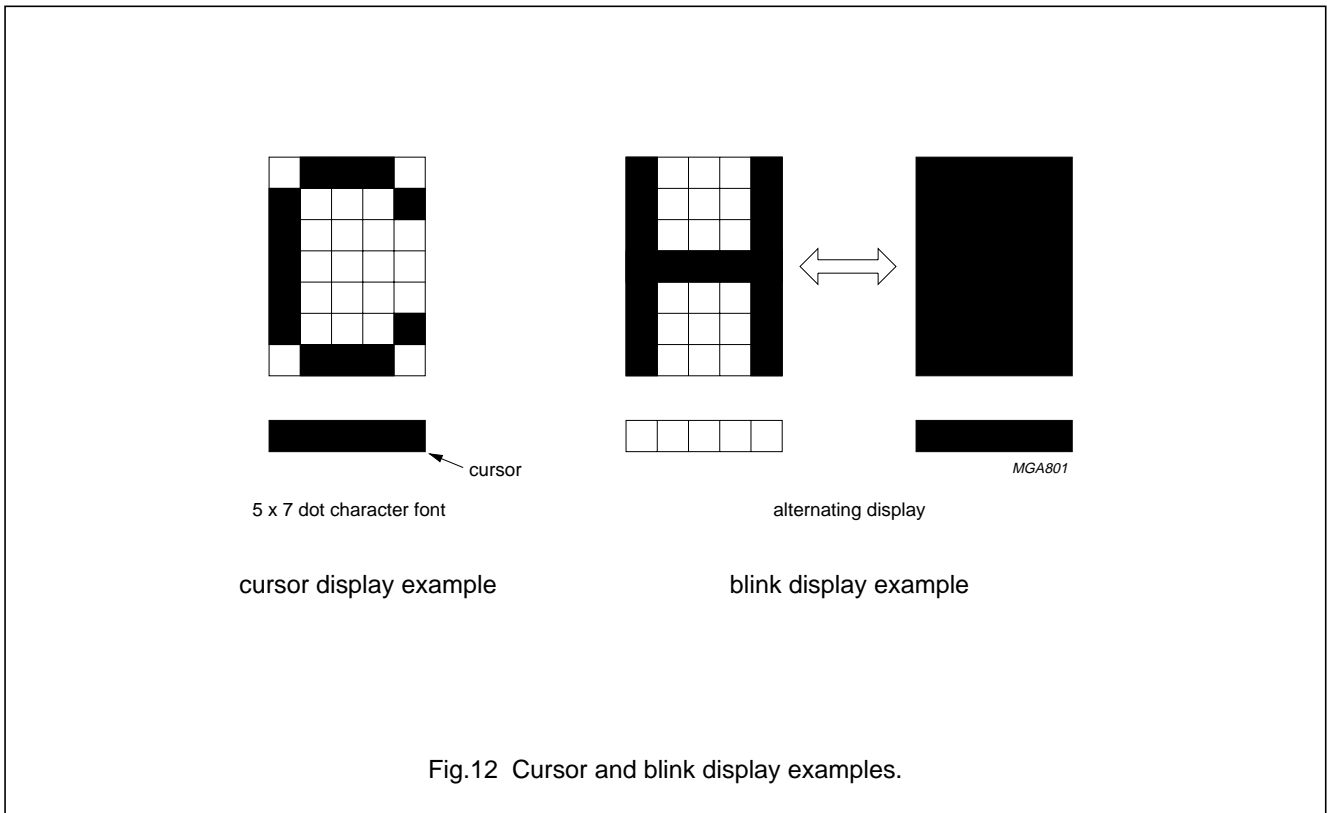 cursor
MGA801
5 x 7 dot character font
alternating display
cursor display example
blink display example
Fig.12 Cursor and blink display examples.